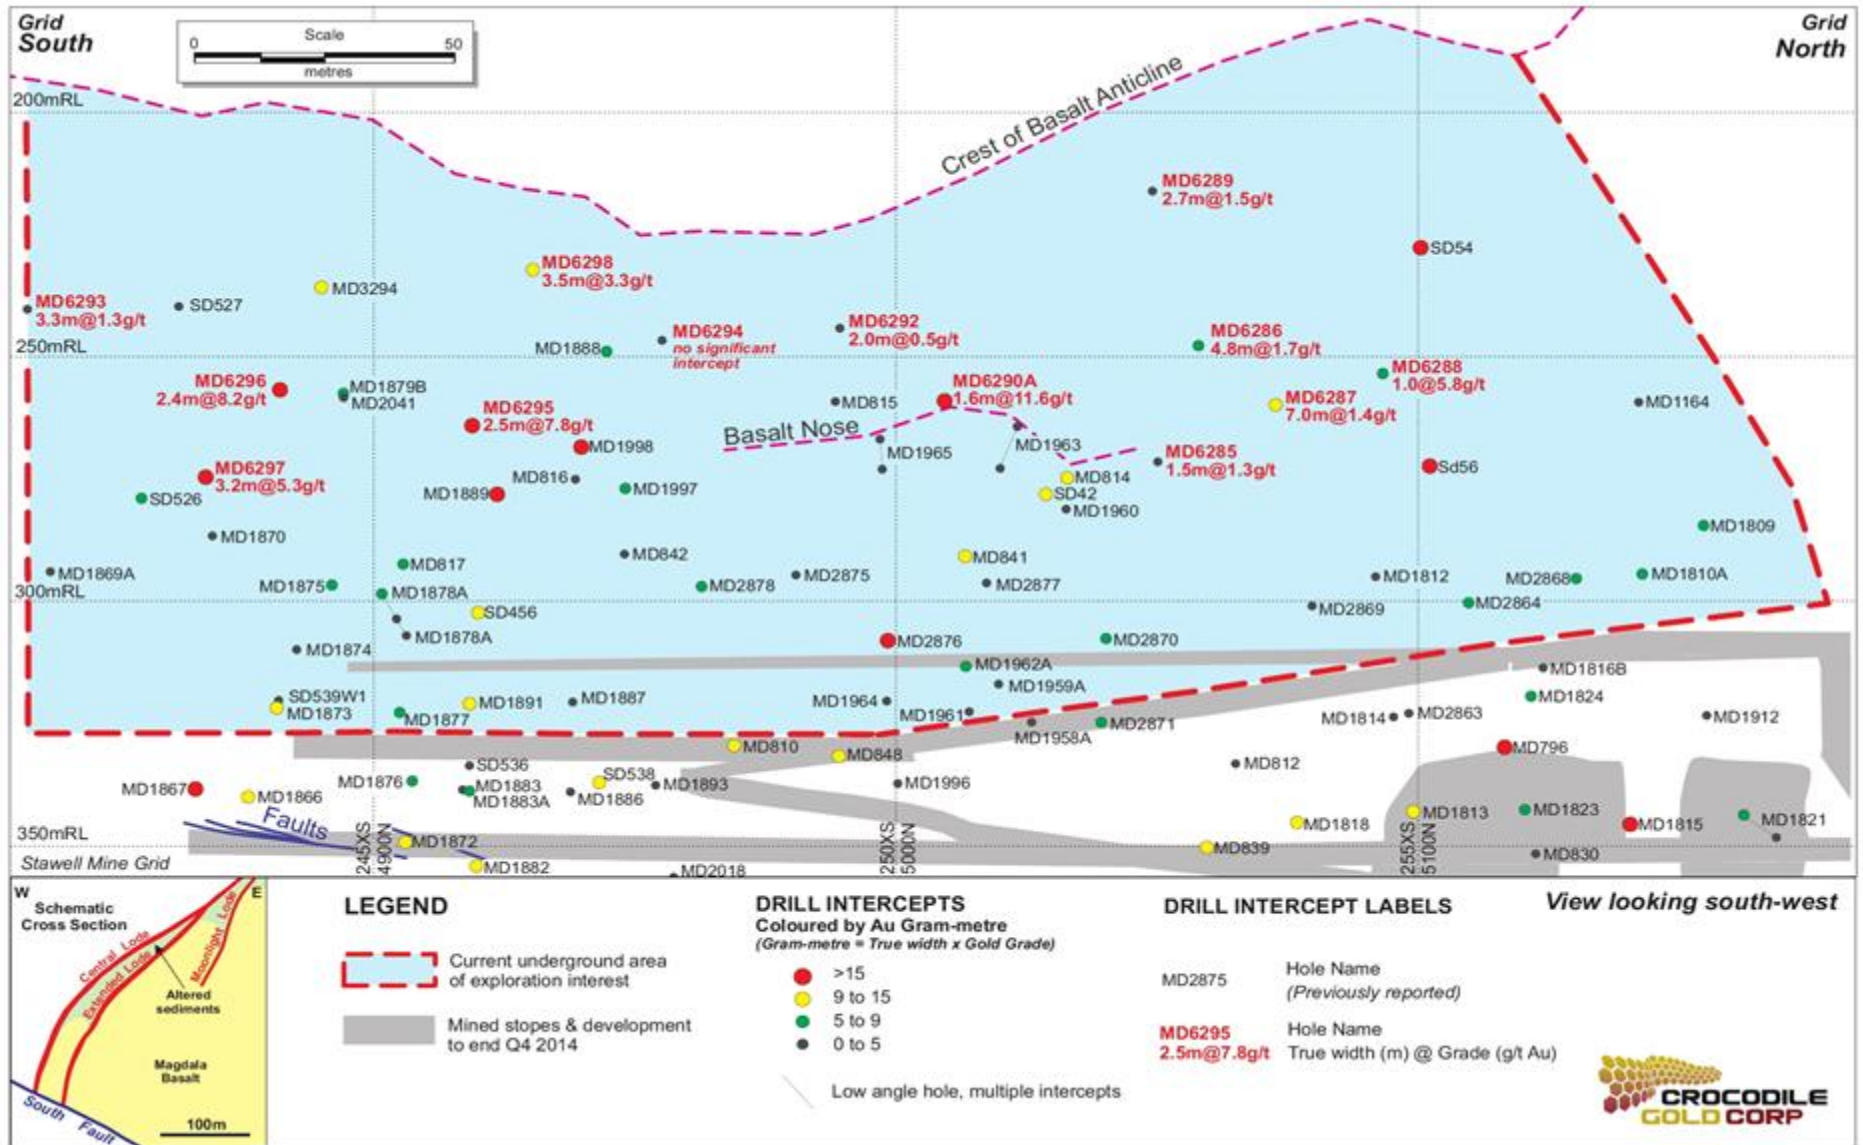 Grid
South
0 Scale 50
metres
Grid
North
200mRL
Crest of Basalt Anticline
MD6289
2.7m@1.5g/t
SD54
MD6298
3.5m@3.3g/t
MD3294
MD6293
3.3m@1.3g/t
SD527
MD6294
no significant
intercept
MD6292
2.0m@0.5g/t
MD6286
4.8m@1.7g/t
MD1888
250mRL
MD6288
1.0@5.8g/t
MD6296
2.4m@8.2g/t
MD1879B
MD2041
MD6290A
1.6m@11.6g/t
MD6287
7.0m@1.4g/t
MD815
MD1164
MD6295
2.5m@7.8g/t
Basalt Nose
MD1998
MD1965
MD1963
MD6285
1.5m@1.3g/t
MD6297
3.2m@5.3g/t
MD816
MD814
Sd56
MD1889
MD1997
SD42
SD526
MD1960
MD1870
MD1809
MD842
MD841
MD817
MD1869A
MD2875
MD1812
MD2868
MD1810A
MD1875
MD1878A
MD2878
MD2877
300mRL
SD456
MD2869
MD2864
MD1878A
MD2876
MD2870
MD1874
MD1962A
MD1816B
MD1959A
SD539W1
MD1873
MD1891
MD1887
MD1964
MD1961
MD1824
MD1877
MD1958A
MD2871
MD1814
MD2863
MD1912
MD810
MD848
MD796
SD536
MD812
MD1867
MD1876
MD1883
MD1883A
SD538
MD1893
MD1996
MD1866
MD1886
Faults
MD1813
MD1823
MD1818
MD1815
MD1821
350mRL
245XS
4900N
250XS
5000N
255XS
5100N
MD1872
MD839
MD830
Stawell Mine Grid
MD1882
MD2018
W
E
Schematic
Cross Section
Central Lode
Extended Lode
Moonlight Lode
Altered
sediments
Magdala
Basalt
South Fault
100m
LEGEND
Current underground area
of exploration interest
Mined stopes & development
to end Q4 2014
DRILL INTERCEPTS
Coloured by Au Gram-metre
(Gram-metre = True width x Gold Grade)
>15
9 to 15
5 to 9
0 to 5
Low angle hole, multiple intercepts
DRILL INTERCEPT LABELS
MD2875 Hole Name
(Previously reported)
MD6295 Hole Name
2.5m@7.8g/t True width (m) @ Grade (g/t Au)
View looking south-west
CROCODILE
GOLD CORP